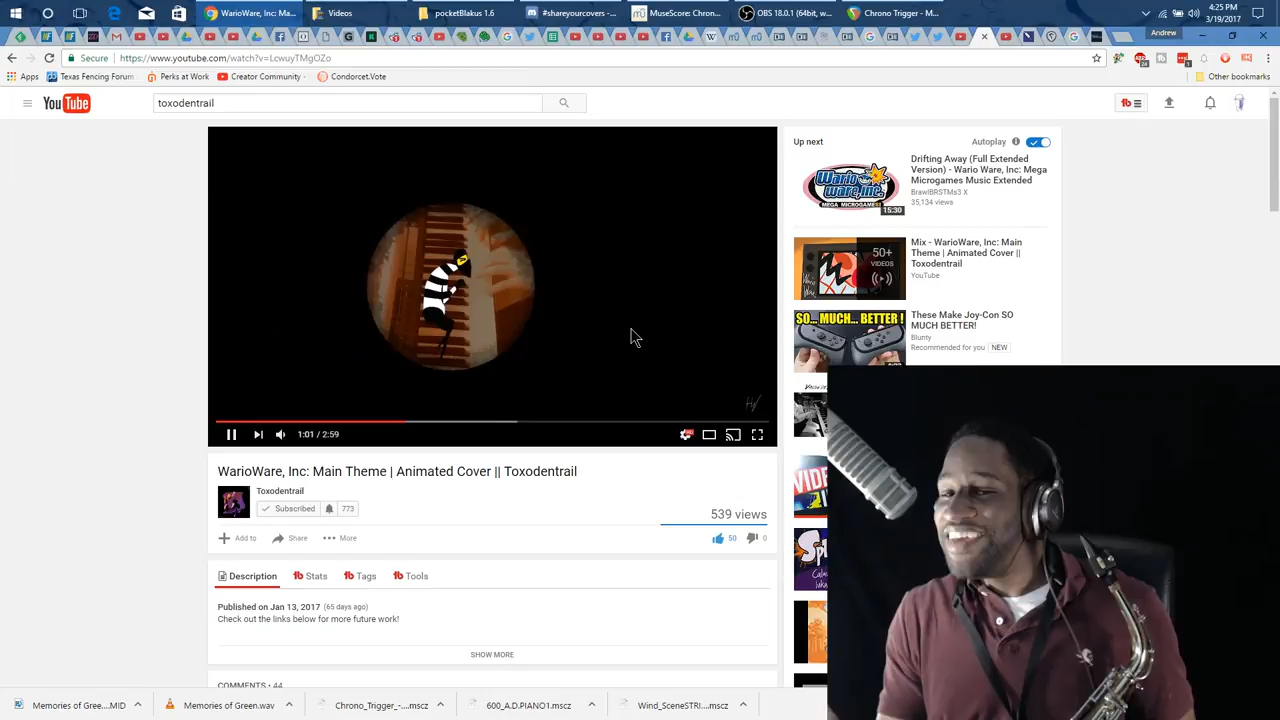 WarioWare, Inc: Ma...
Videos
pocketBlakus 1.6
#shareyourcovers - ...
MuseScore: Chron...
OBS 18.0.1 (64bit, w...
Chrono Trigger - M...
4:25 PM
3/19/2017
Andrew
Secure
https://www.youtube.com/watch?v=LcwuyTMgOZo
Apps
Texas Fencing Forum
Perks at Work
Creator Community
Condorcet.Vote
Other bookmarks
YouTube
toxodentrail
Up next
Autoplay
Drifting Away (Full Extended
Version) - Wario Ware, Inc: Mega
Microgames Music Extended
BrawlBRSTMs3 X
35,134 views
15:30
50+
VIDEOS
Mix - WarioWare, Inc: Main
Theme | Animated Cover ||
Toxodentrail
YouTube
SO... MUCH... BETTER !
These Make Joy-Con SO
MUCH BETTER!
Blunty
Recommended for you NEW
1:01 / 2:59
WarioWare, Inc: Main Theme | Animated Cover || Toxodentrail
Toxodentrail
Subscribed
773
539 views
Add to
Share
More
50
0
Description
Stats
Tags
Tools
Published on Jan 13, 2017 (65 days ago)
Check out the links below for more future work!
SHOW MORE
COMMENTS • 44
Memories of Gree....MID
Memories of Green.wav
Chrono_Trigger_-....mscz
600_A.D.PIANO1.mscz
Wind_SceneSTRI....mscz